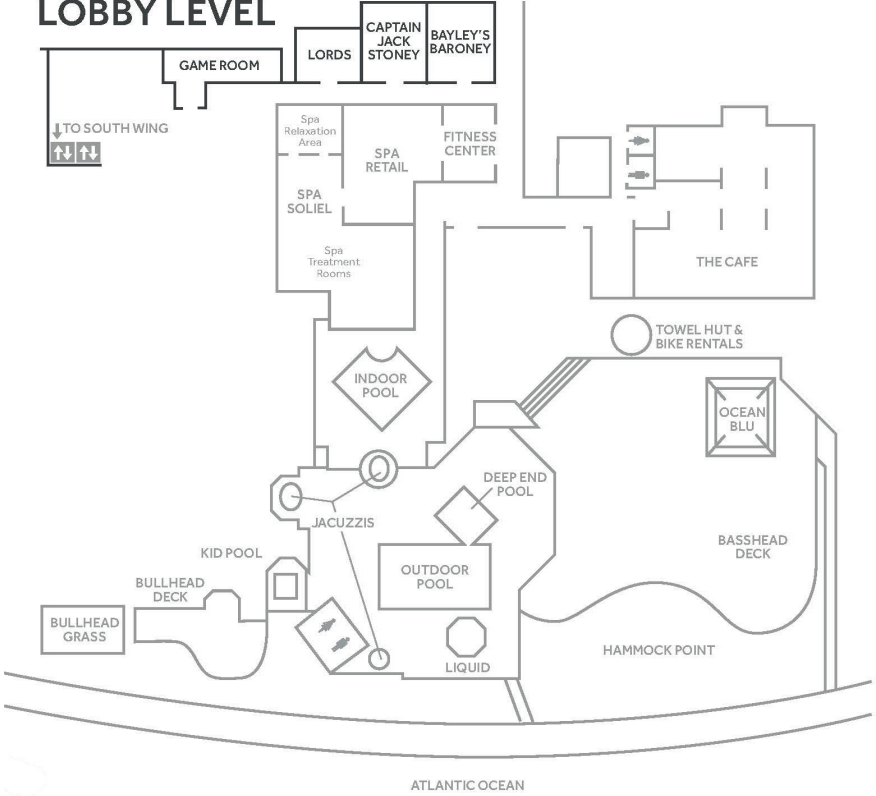 LOBBY LEVEL
CAPTAIN
JACK
STONEY
BAYLEY'S
BARONEY
LORDS
GAME ROOM
TO SOUTH WING
Spa
Relaxation
Area
SPA
RETAIL
FITNESS
CENTER
SPA
SOLIEL
Spa
Treatment
Rooms
THE CAFE
TOWEL HUT &
BIKE RENTALS
INDOOR
POOL
OCEAN
BLU
DEEP END
POOL
JACUZZIS
BASSHEAD
DECK
KID POOL
OUTDOOR
POOL
BULLHEAD
DECK
BULLHEAD
GRASS
HAMMOCK POINT
LIQUID
ATLANTIC OCEAN